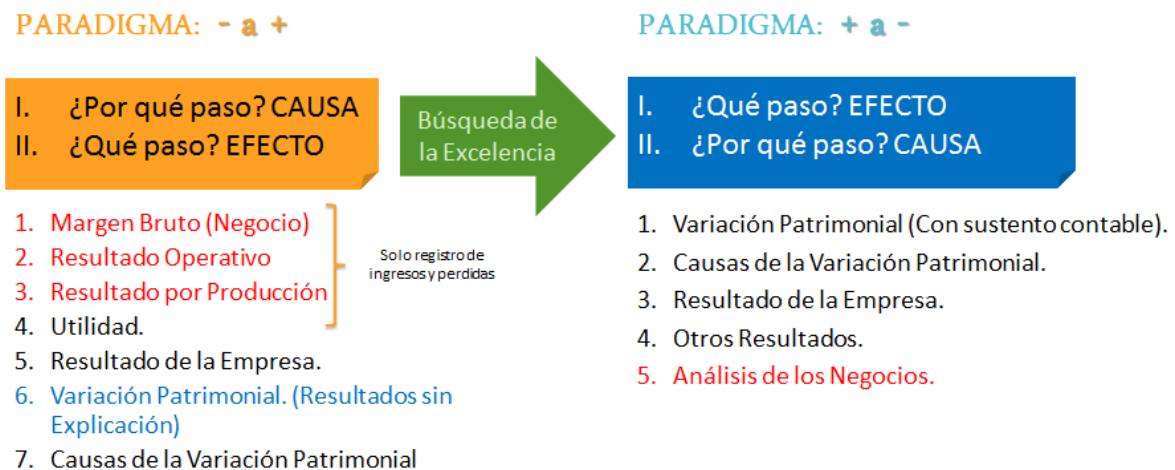 PARADIGMA: - a +
I. ¿Por qué paso? CAUSA
II. ¿Qué paso? EFECTO
1. Margen Bruto (Negocio)
2. Resultado Operativo
3. Resultado por Producción
4. Utilidad.
5. Resultado de la Empresa.
6. Variación Patrimonial. (Resultados sin
Explicación)
7. Causas de la Variación Patrimonial
Solo registro de
ingresos y perdidas
Búsqueda de
la Excelencia
PARADIGMA: + a -
I. ¿Qué paso? EFECTO
II. ¿Por qué paso? CAUSA
1. Variación Patrimonial (Con sustento contable).
2. Causas de la Variación Patrimonial.
3. Resultado de la Empresa.
4. Otros Resultados.
5. Análisis de los Negocios.